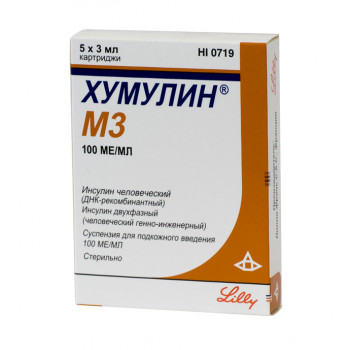 5 х 3 мл
картриджи
HI 0719
ХУМУЛИН®
М3
100 МЕ/МЛ
Инсулин человеческий
(ДНК-рекомбинантный)
Инсулин двухфазный
(человеческий генно-инженерный)
Суспензия для подкожного введения
100 МЕ/МЛ
Стерильно
Lilly